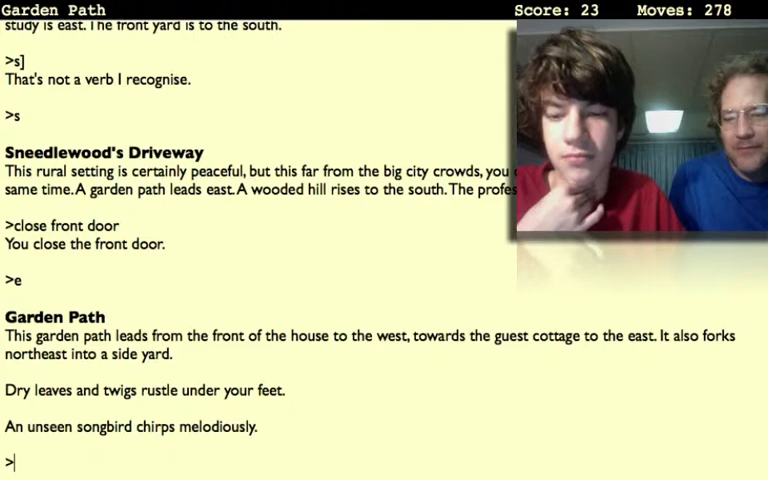 Garden Path Score: 23 Moves: 278
study is east. The front yard is to the south.
>s]
That's not a verb I recognise.
>s
Sneedlewood's Driveway
This rural setting is certainly peaceful, but this far from the big city crowds, you
same time. A garden path leads east. A wooded hill rises to the south. The
>close front door
You close the front door.
>e
Garden Path
This garden path leads from the front of the house to the west, towards the guest cottage to the east. It also forks
northeast into a side yard.
Dry leaves and twigs rustle under your feet.
An unseen songbird chirps melodiously.
>